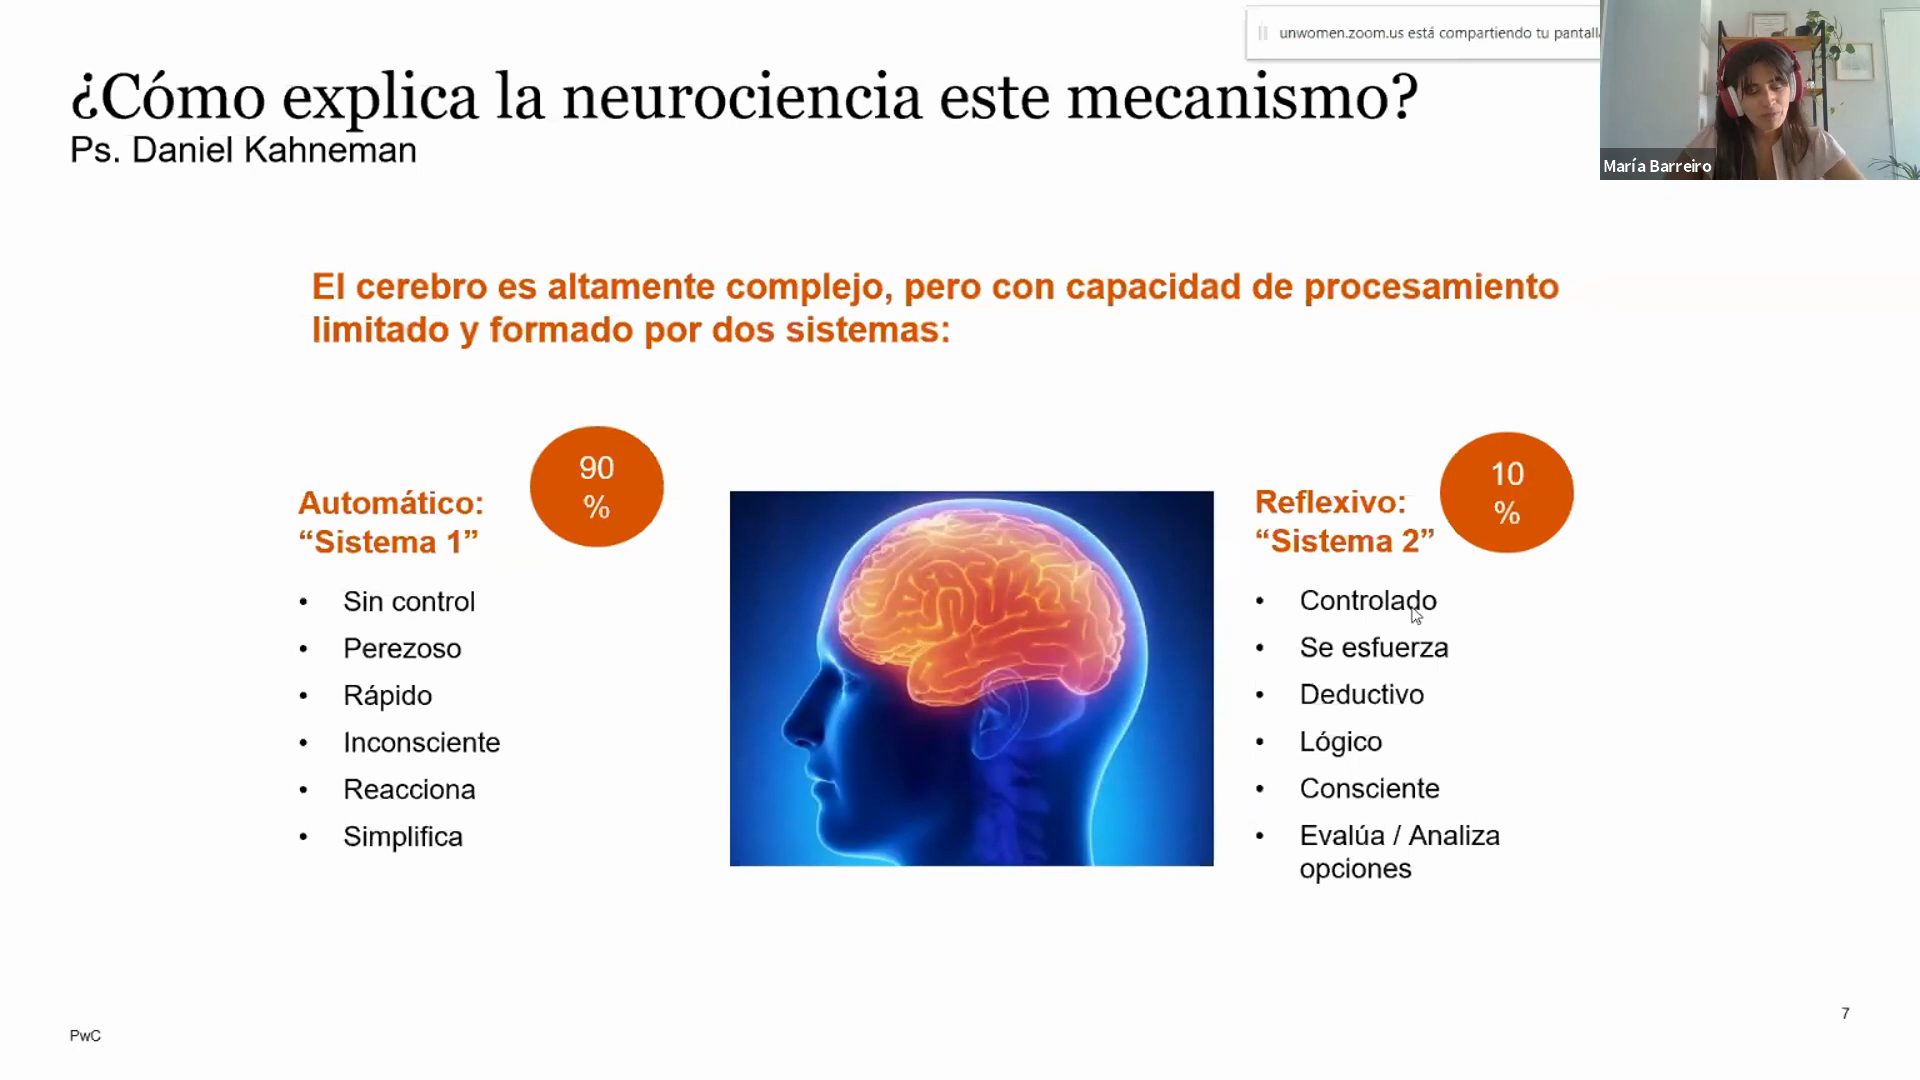 unwomen.zoom.us está compartiendo tu pantall
¿Cómo explica la neurociencia este mecanismo?
Ps. Daniel Kahneman
María Barreiro
El cerebro es altamente complejo, pero con capacidad de procesamiento
limitado y formado por dos sistemas:
90
%
Automático:
“Sistema 1”
• Sin control
• Perezoso
• Rápido
• Inconsciente
• Reacciona
• Simplifica
10
%
Reflexivo:
“Sistema 2”
• Controlado
• Se esfuerza
• Deductivo
• Lógico
• Consciente
• Evalúa / Analiza
opciones
7
PwC